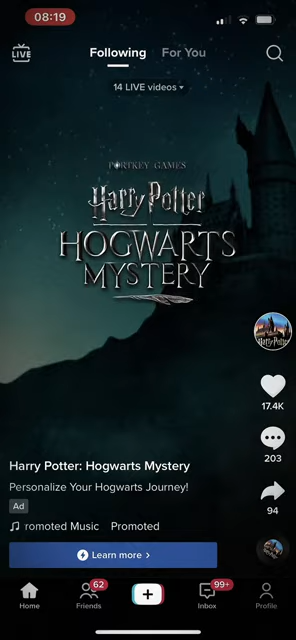 08:19
LIVE
Following For You
14 LIVE videos
PORTKEY GAMES
Harry Potter
HOGWARTS
MYSTERY
Harry Potter
17.4K
203
94
Harry Potter: Hogwarts Mystery
Personalize Your Hogwarts Journey!
Ad
romoted Music Promoted
Learn more >
62
99+
Home
Friends
Inbox
Profile